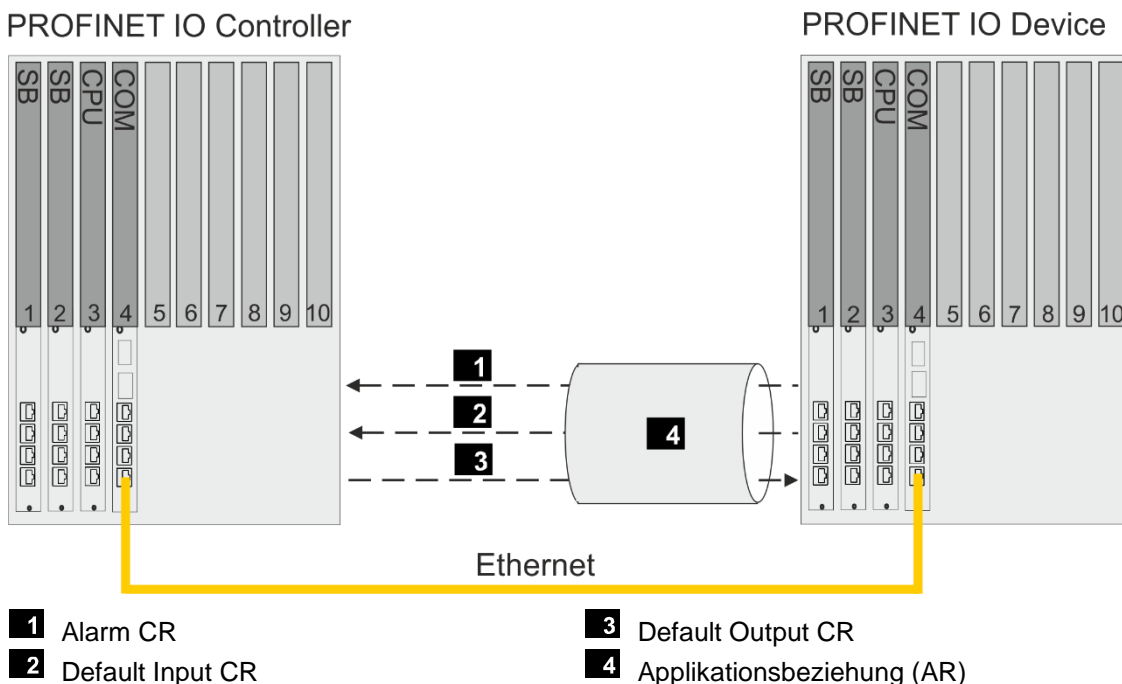 PROFINET IO Controller
PROFINET IO Device
SB SB CPU COM
1 2 3 4 5 6 7 8 9 10
SB SB CPU COM
1 2 3 4 5 6 7 8 9 10
1
2
3
4
Ethernet
1 Alarm CR
2 Default Input CR
3 Default Output CR
4 Applikationsbeziehung (AR)